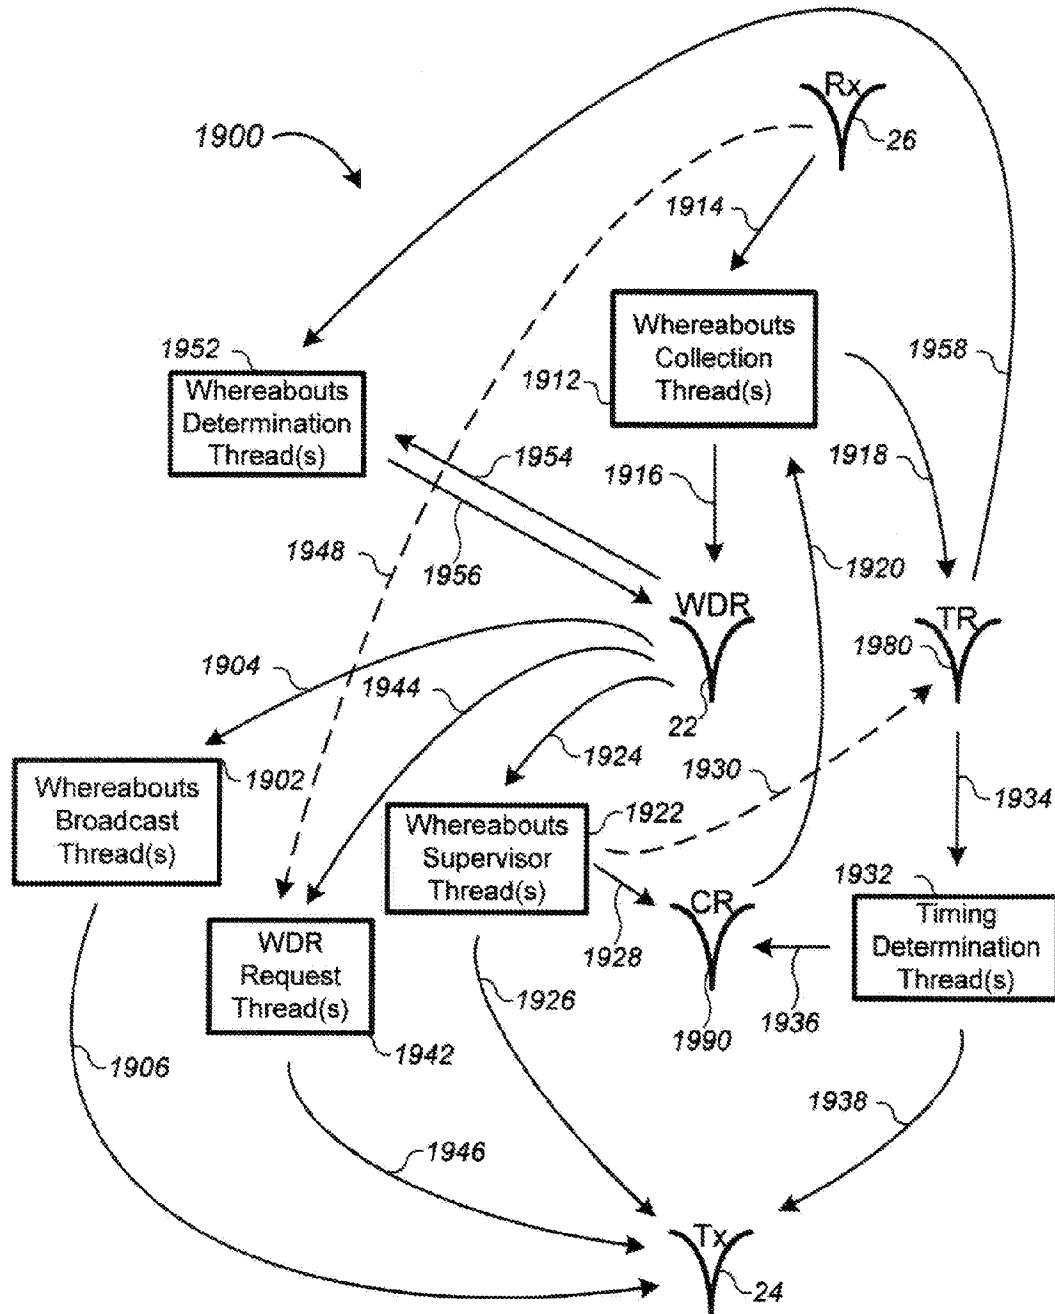 Rx
26
1900
1914
Whereabouts
Collection
Thread(s)
1912
1958
1952
Whereabouts
Determination
Thread(s)
1954
1916
1918
1948
1956
1920
WDR
22
TR
1980
1904
1944
1924
1930
1934
1902
Whereabouts
Broadcast
Thread(s)
1922
Whereabouts
Supervisor
Thread(s)
1932
Timing
Determination
Thread(s)
CR
1990
1928
1936
WDR
Request
Thread(s)
1942
1926
1906
1946
1938
Tx
24